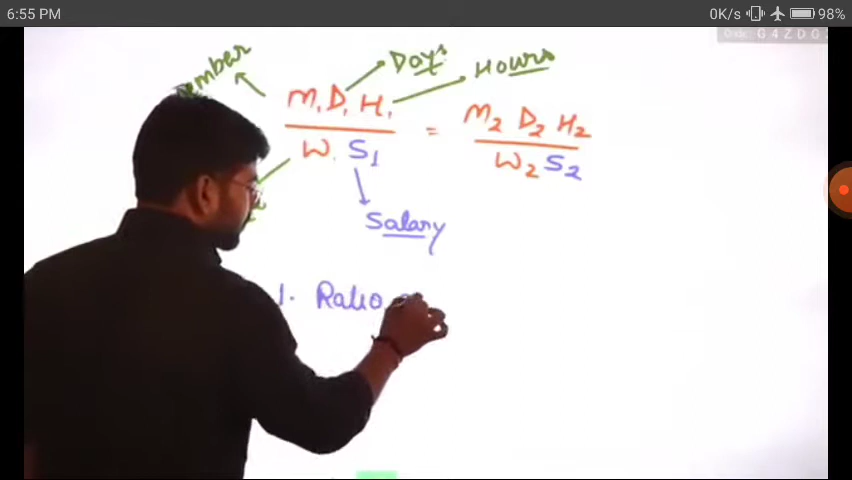 6:55 PM 0K/s 98%
Days
Hours
M₁ D₁ H₁ = M₂ D₂ H₂
W₁ S₁ W₂ S₂
Salary
1. Ratio